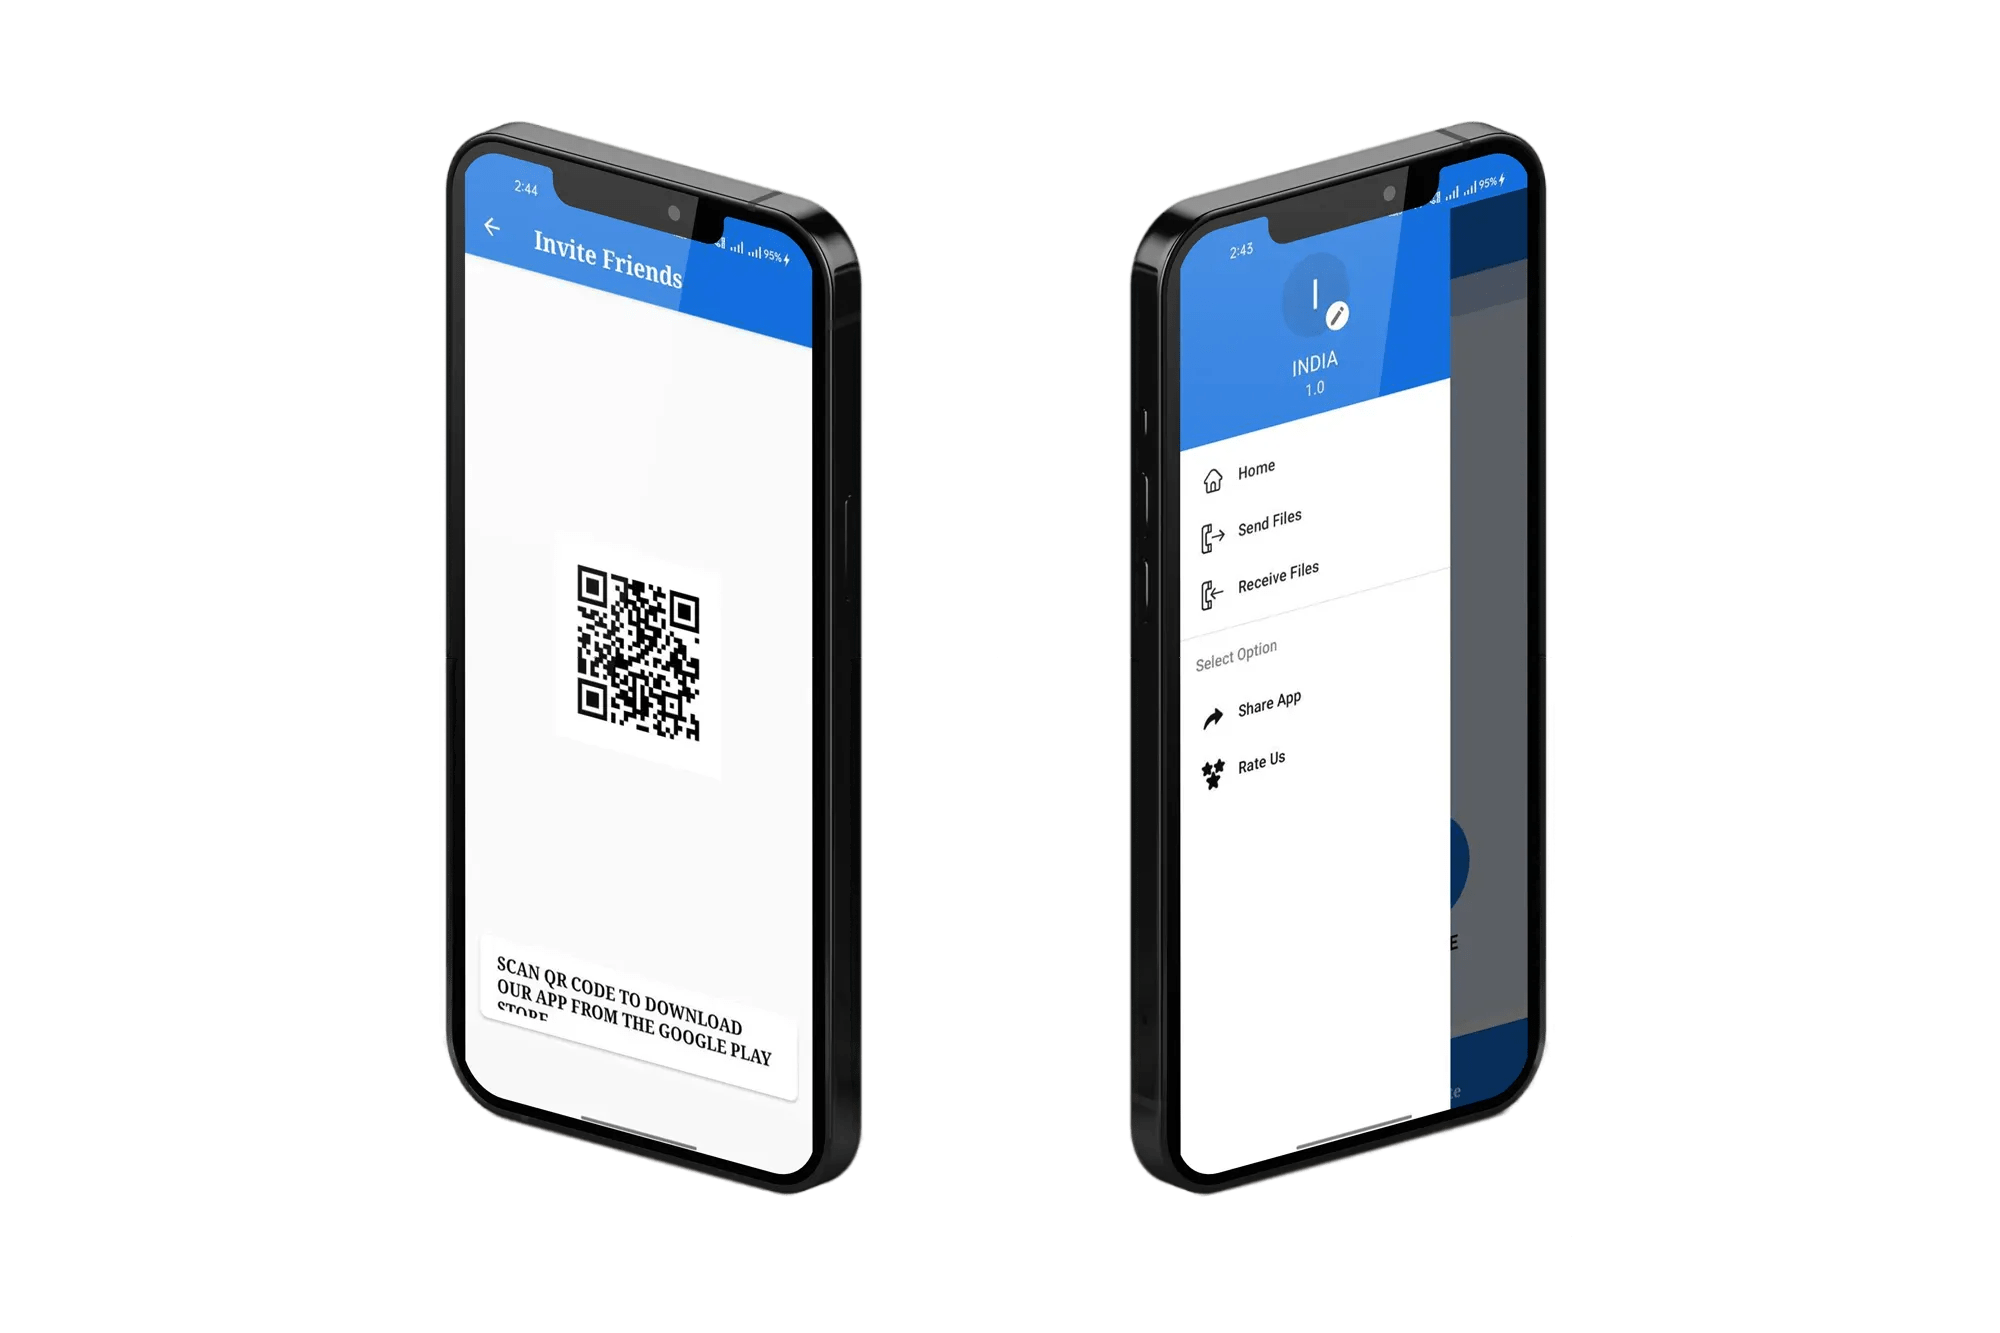 2:44
95%
Invite Friends
SCAN QR CODE TO DOWNLOAD
OUR APP FROM THE GOOGLE PLAY
STORE
2:43
95%
I
INDIA
1.0
Home
Send Files
Receive Files
Select Option
Share App
Rate Us
E